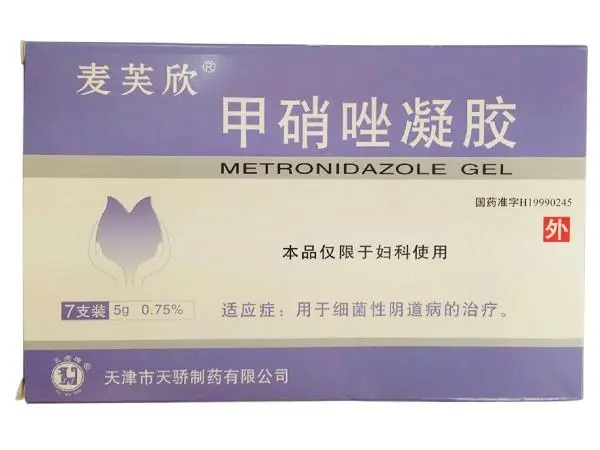 麦芙欣®
甲硝唑凝胶
METRONIDAZOLE GEL
国药准字H19990245
外
本品仅限于妇科使用
7支装 5g 0.75%
适应症：用于细菌性阴道病的治疗。
天津市天骄制药有限公司